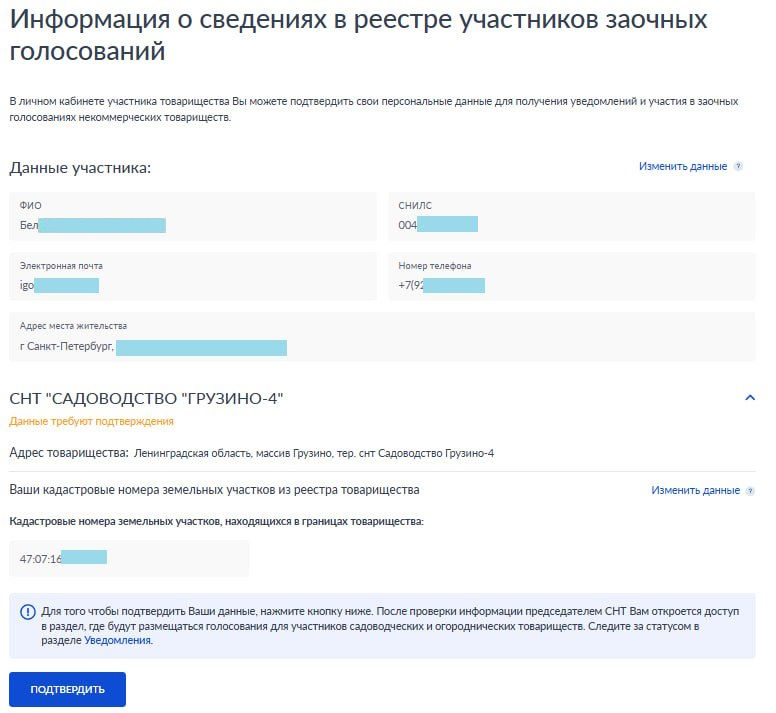 Информация о сведениях в реестре участников заочных
голосований
В личном кабинете участника товарищества Вы можете подтвердить свои персональные данные для получения уведомлений и участия в заочных
голосованиях некоммерческих товариществ.
Данные участника:
Изменить данные ?
ФИО
СНИЛС
Бел
004
Электронная почта
Номер телефона
igo
+7(92
Адрес места жительства
г Санкт-Петербург,
СНТ "САДОВОДСТВО "ГРУЗИНО-4"
Данные требуют подтверждения
Адрес товарищества: Ленинградская область, массив Грузино, тер. снт Садоводство Грузино-4
Ваши кадастровые номера земельных участков из реестра товарищества
Изменить данные ?
Кадастровые номера земельных участков, находящихся в границах товарищества:
47:07:16
Для того чтобы подтвердить Ваши данные, нажмите кнопку ниже. После проверки информации председателем СНТ Вам откроется доступ
в раздел, где будут размещаться голосования для участников садоводческих и огороднических товариществ. Следите за статусом в
разделе Уведомления.
ПОДТВЕРДИТЬ